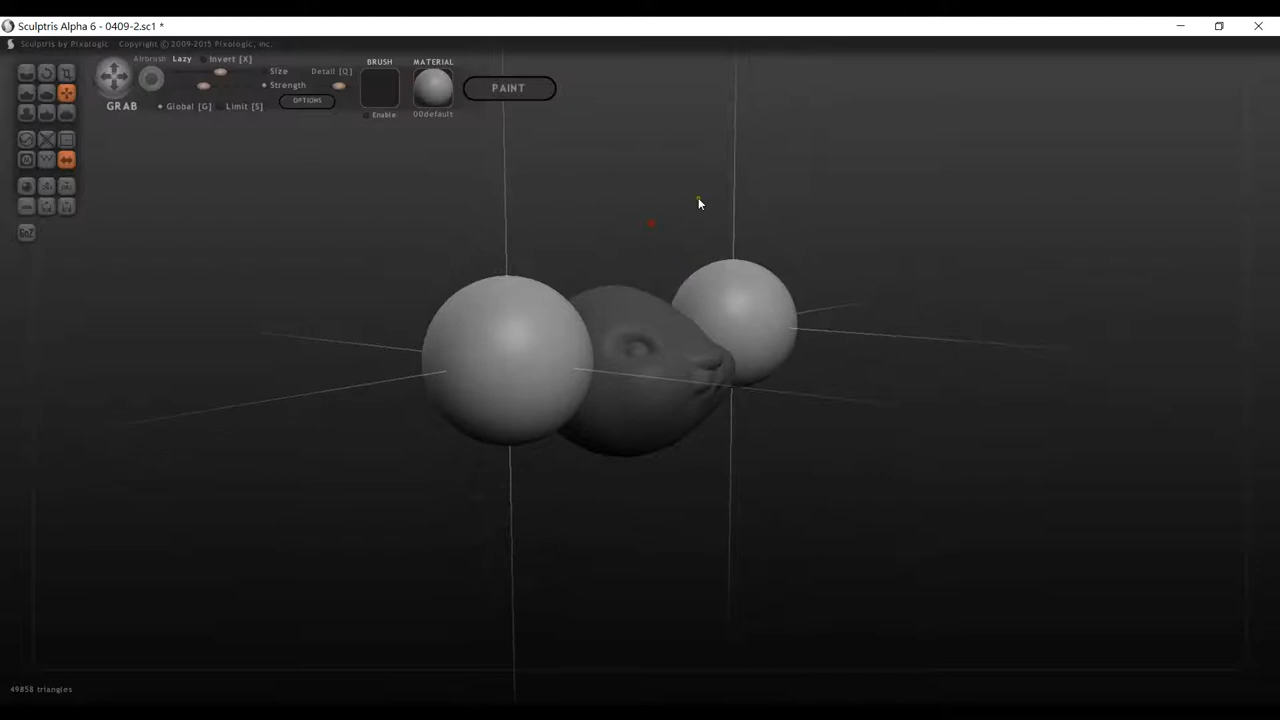 Sculptris Alpha 6 - 0409-2.sc1 *
Sculptris by Pixologic Copyright © 2009-2015 Pixologic, Inc.
Airbrush Lazy Invert [X]
Size Detail [Q]
Strength
GRAB Global [G] Limit [S] OPTIONS
BRUSH
Enable
MATERIAL
00default
PAINT
GoZ
49858 triangles